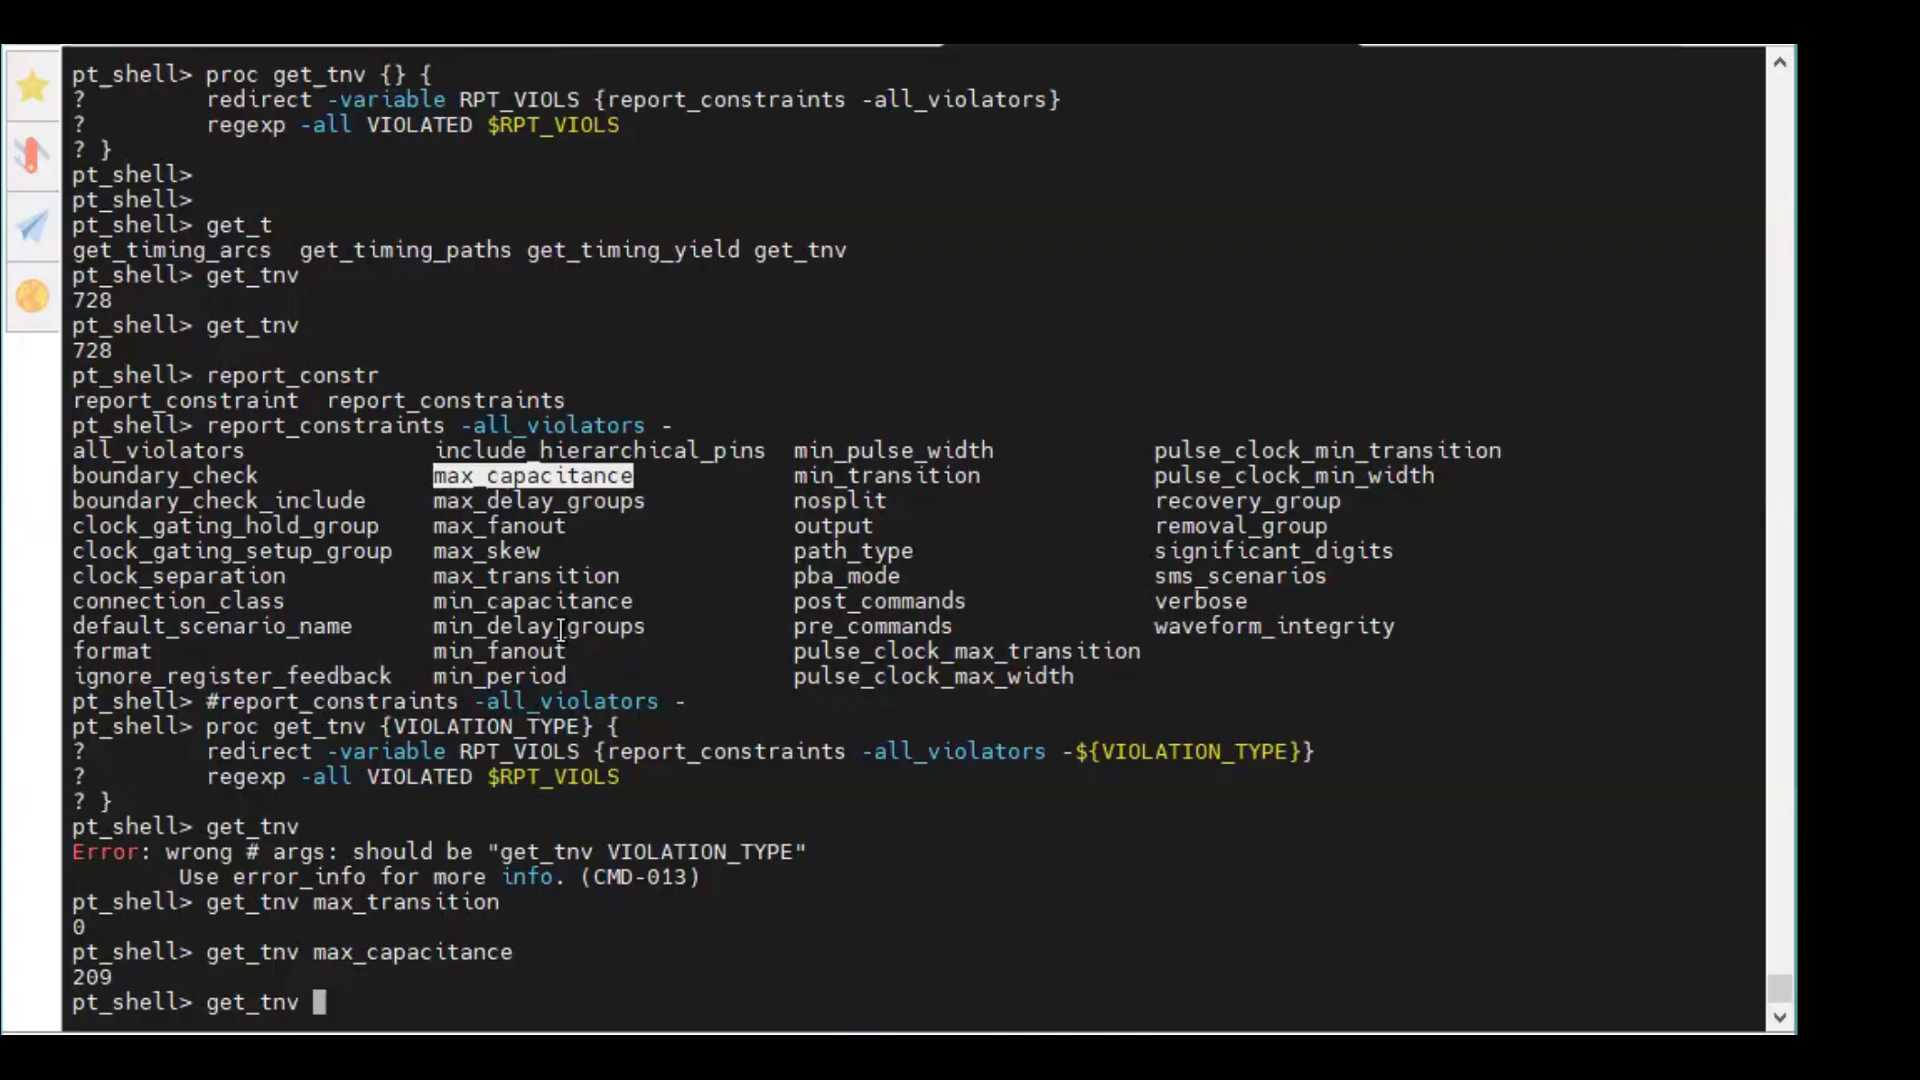 pt_shell> proc get_tnv {} {
?         redirect -variable RPT_VIOLS {report_constraints -all_violators}
?         regexp -all VIOLATED $RPT_VIOLS
? }
pt_shell>
pt_shell>
pt_shell> get_t
get_timing_arcs  get_timing_paths get_timing_yield get_tnv
pt_shell> get_tnv
728
pt_shell> get_tnv
728
pt_shell> report_constr
report_constraint  report_constraints
pt_shell> report_constraints -all_violators -
all_violators              include_hierarchical_pins  min_pulse_width            pulse_clock_min_transition
boundary_check             max_capacitance            min_transition             pulse_clock_min_width
boundary_check_include     max_delay_groups           nosplit                    recovery_group
clock_gating_hold_group    max_fanout                 output                     removal_group
clock_gating_setup_group   max_skew                   path_type                  significant_digits
clock_separation           max_transition             pba_mode                   sms_scenarios
connection_class           min_capacitance            post_commands              verbose
default_scenario_name      min_delay_groups           pre_commands               waveform_integrity
format                     min_fanout                 pulse_clock_max_transition
ignore_register_feedback   min_period                 pulse_clock_max_width
pt_shell> #report_constraints -all_violators -
pt_shell> proc get_tnv {VIOLATION_TYPE} {
?         redirect -variable RPT_VIOLS {report_constraints -all_violators -${VIOLATION_TYPE}}
?         regexp -all VIOLATED $RPT_VIOLS
? }
pt_shell> get_tnv
Error: wrong # args: should be "get_tnv VIOLATION_TYPE"
        Use error_info for more info. (CMD-013)
pt_shell> get_tnv max_transition
0
pt_shell> get_tnv max_capacitance
209
pt_shell> get_tnv